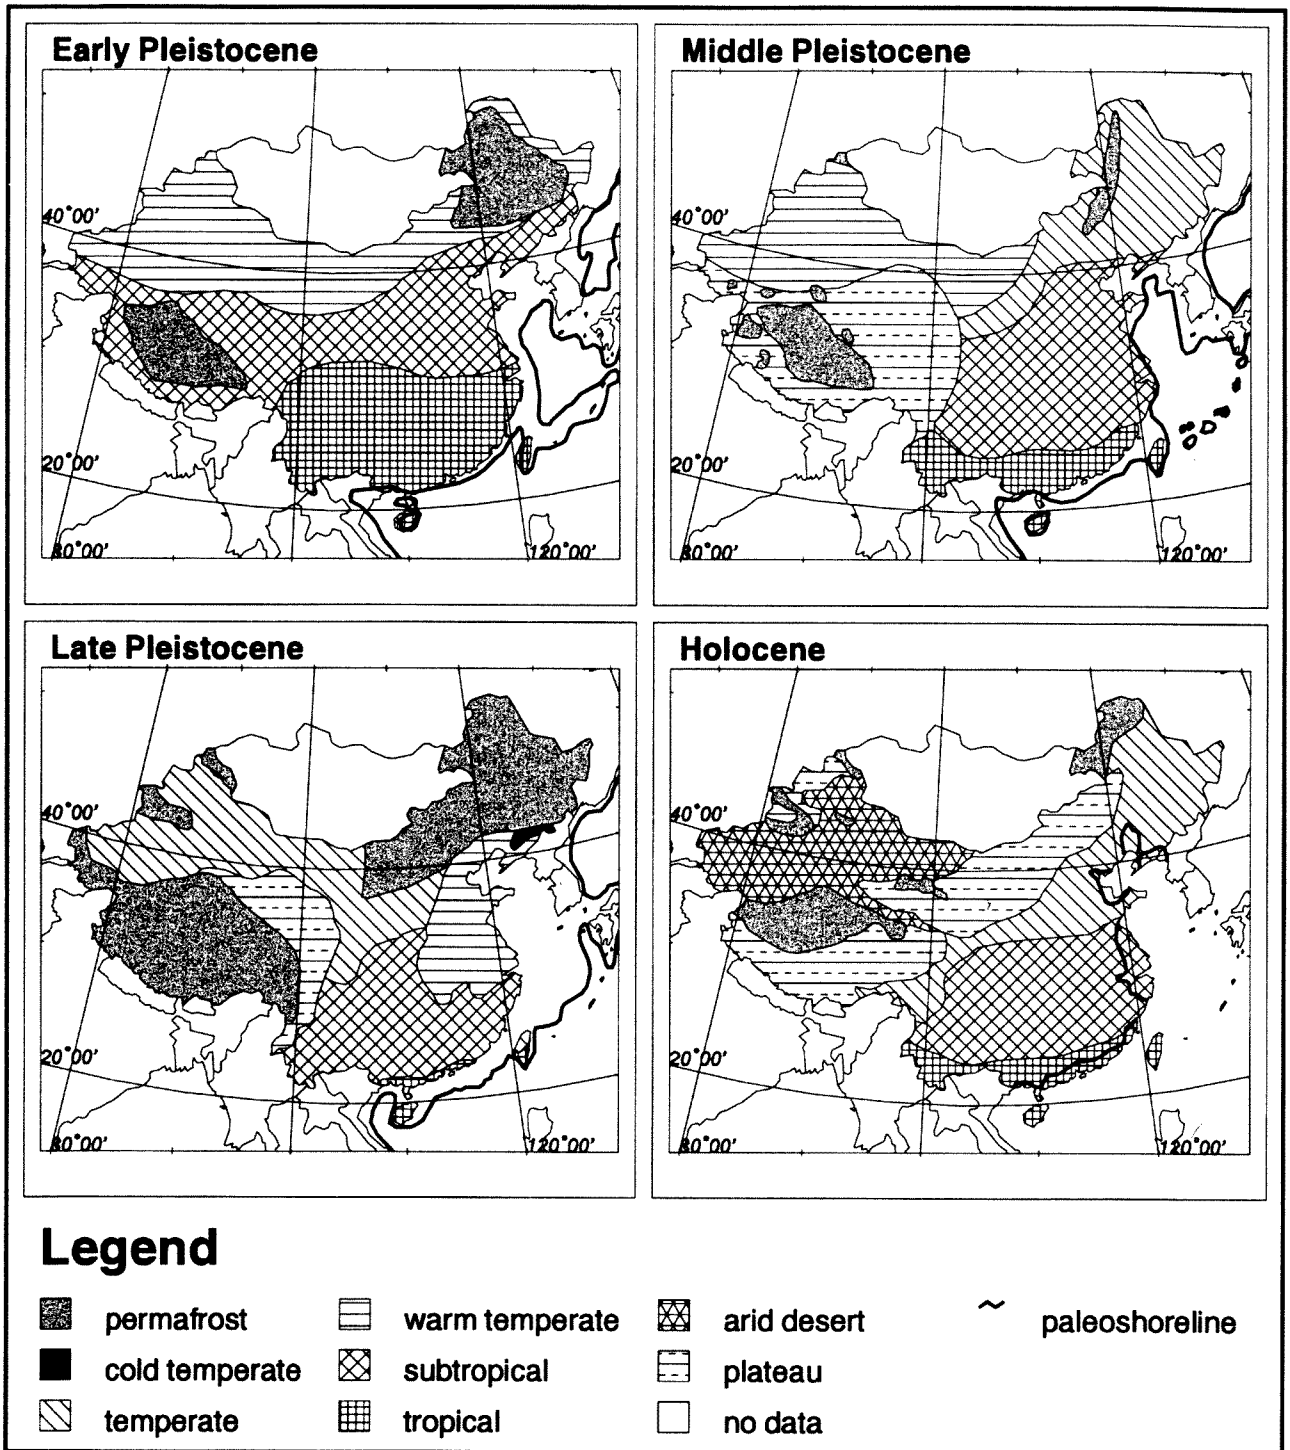 Early Pleistocene
40°00'
20°00'
80°00'
120°00'
Middle Pleistocene
40°00'
20°00'
80°00'
120°00'
Late Pleistocene
40°00'
20°00'
80°00'
120°00'
Holocene
40°00'
20°00'
80°00'
120°00'
Legend
permafrost
warm temperate
arid desert
paleoshoreline
cold temperate
subtropical
plateau
temperate
tropical
no data